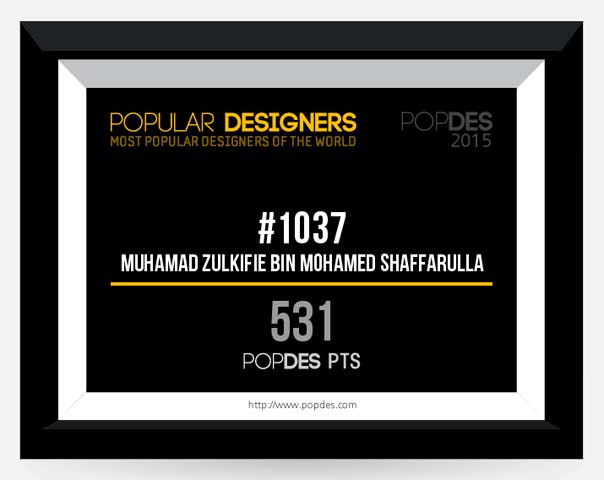 POPULAR DESIGNERS
MOST POPULAR DESIGNERS OF THE WORLD
POPDES
2015
#1037
MUHAMAD ZULKIFIE BIN MOHAMED SHAFFARULLA
531
POPDES PTS
http://www.popdes.com